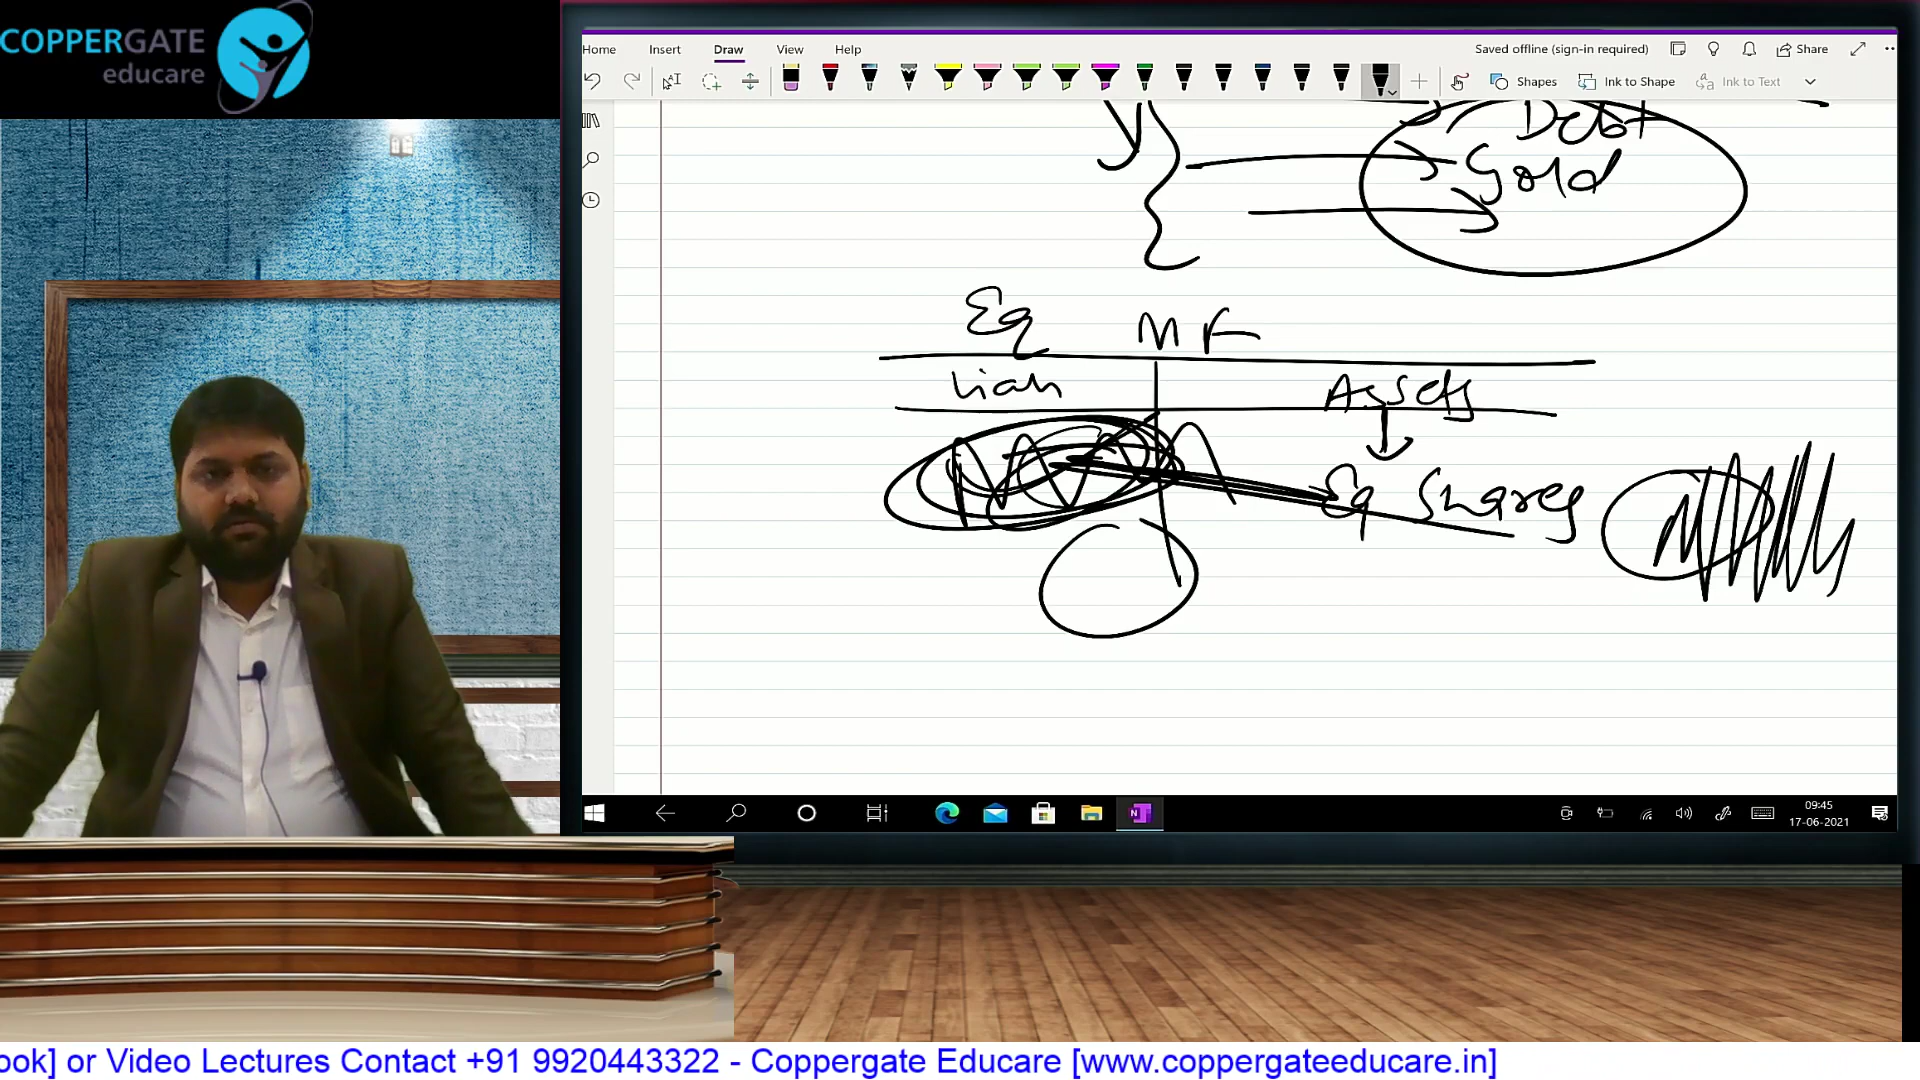 COPPERGATE
educare
Home Insert Draw View Help
Saved offline (sign-in required) Share
Shapes Ink to Shape Ink to Text
Debt
Gold
Eq MF
Assets
Eq Shares
09:45
17-06-2021
ook] or Video Lectures Contact +91 9920443322 - Coppergate Educare [www.coppergateeducare.in]